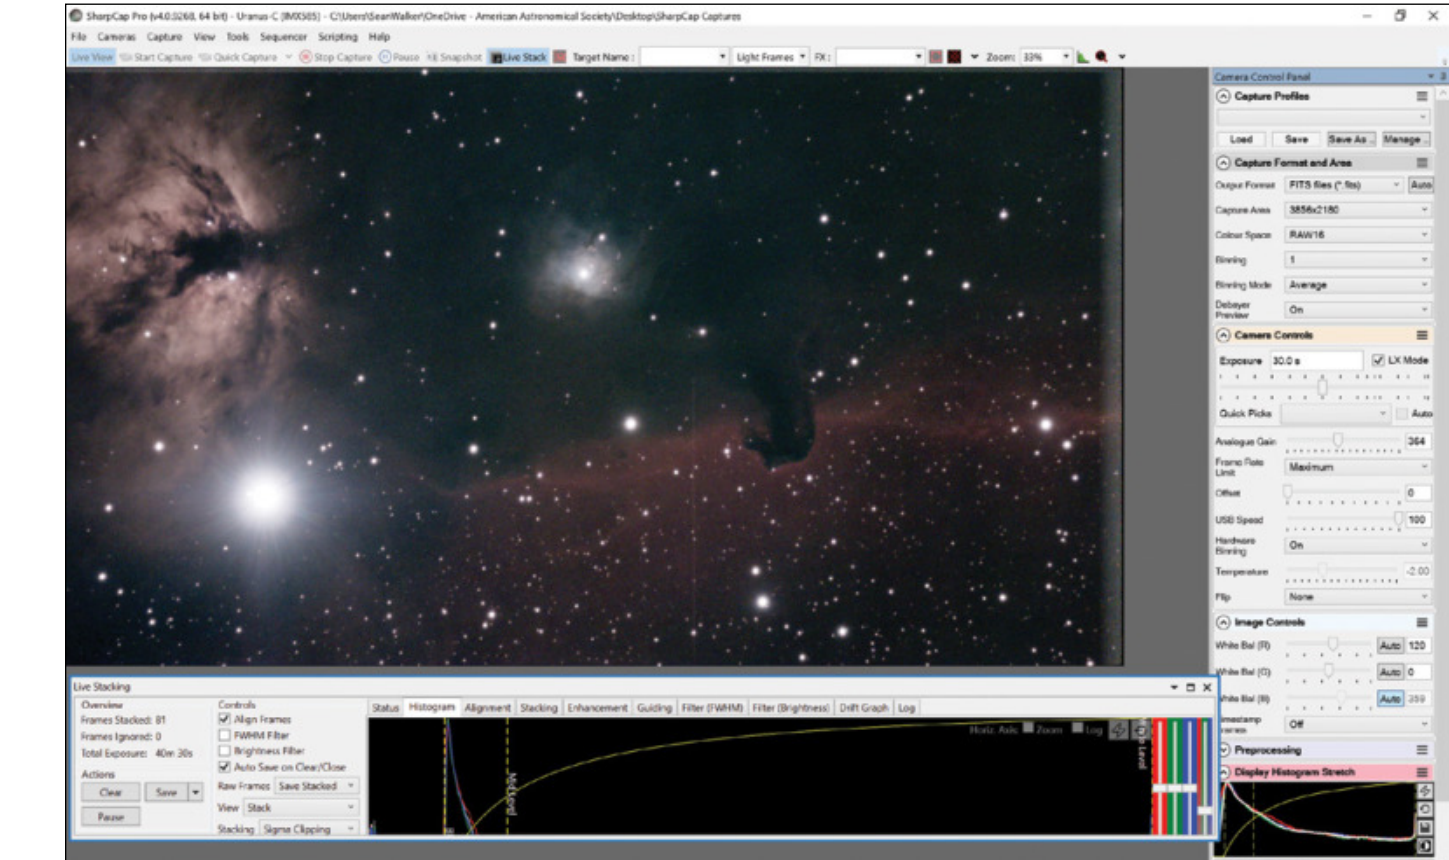 SharpCap Pro (v4.0.9268, 64 bit) - Uranus-C (IMX585) - C:\Users\SeanWalker\OneDrive - American Astronomical Society\Desktop\SharpCap Captures
File Cameras Capture View Tools Sequencer Scripting Help
Live View Start Capture Quick Capture Stop Capture Pause Snapshot Live Stack Target Name : Light Frames FX : Zoom: 33%
Camera Control Panel
Capture Profiles
Load Save Save As .. Manage ..
Capture Format and Area
Output Format FITS files (*.fits) Auto
Capture Area 3856x2180
Colour Space RAW16
Binning 1
Binning Mode Average
Debayer
Preview On
Camera Controls
Exposure 30.0 s LX Mode
Quick Picks Auto
Analogue Gain 364
Frame Rate
Limit Maximum
Offset 0
USB Speed 100
Hardware
Binning On
Temperature -2.00
Flip None
Image Controls
White Bal (R) Auto 120
White Bal (G) Auto 0
White Bal (B) Auto 359
Off
Preprocessing
Display Histogram Stretch
Live Stacking
Overview
Frames Stacked: 81
Frames Ignored: 0
Total Exposure: 40m 30s
Actions
Clear Save
Pause
Controls
Align Frames
FWHM Filter
Brightness Filter
Auto Save on Clear/Close
Raw Frames Save Stacked
View Stack
Stacking Sigma Clipping
Status Histogram Alignment Stacking Enhancement Guiding Filter (FWHM) Filter (Brightness) Drift Graph Log
Horiz. Axis: Zoom Log
Mid Level
Level